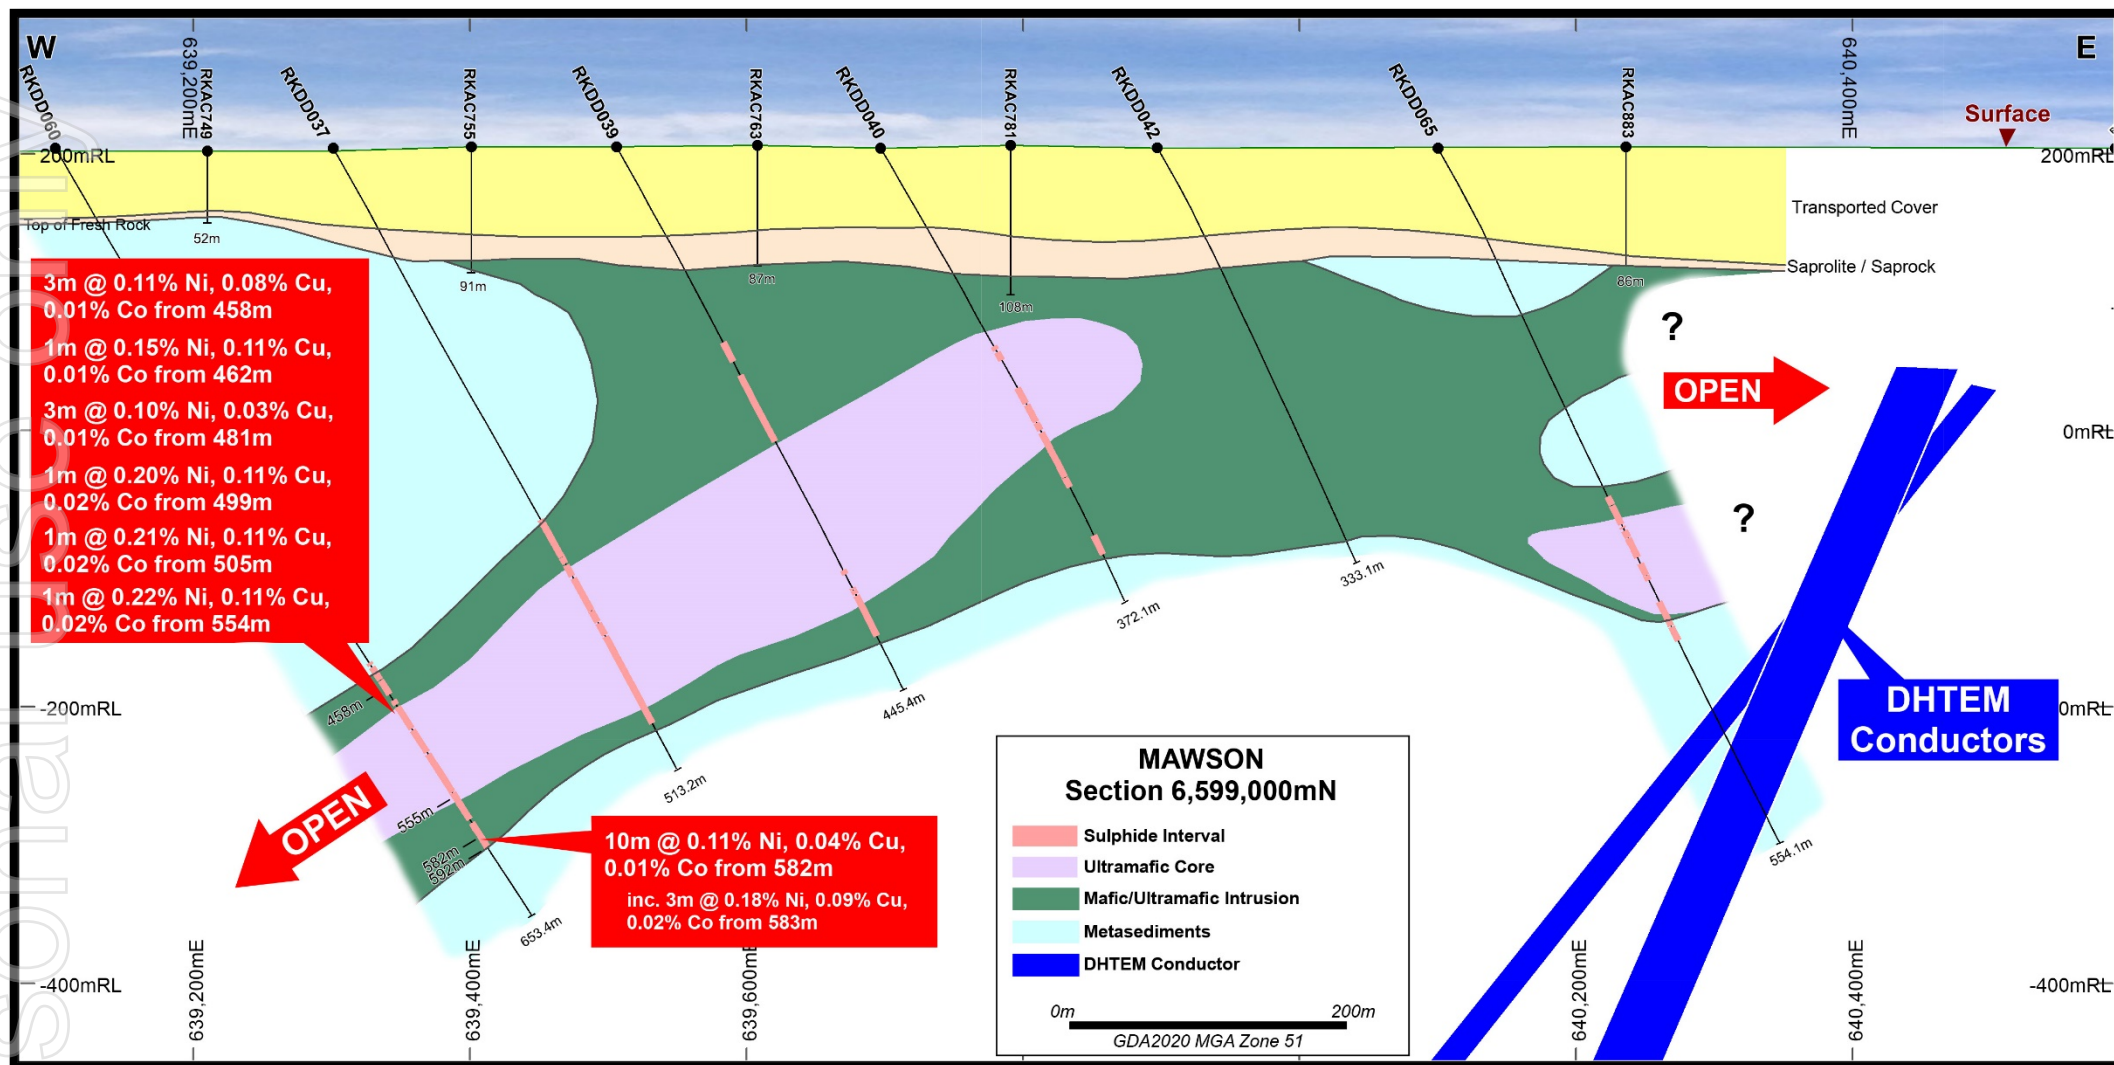 W
E
639,200mE
640,400mE
RKDD060
RKAC749
RKDD037
RKAC755
RKDD039
RKAC763
RKDD040
RKAC781
RKDD042
RKDD065
RKAC883
Surface
200mRL
200mRL
Transported Cover
Top of Fresh Rock
52m
Saprolite / Saprock
91m
87m
108m
86m
3m @ 0.11% Ni, 0.08% Cu,
0.01% Co from 458m
1m @ 0.15% Ni, 0.11% Cu,
0.01% Co from 462m
3m @ 0.10% Ni, 0.03% Cu,
0.01% Co from 481m
1m @ 0.20% Ni, 0.11% Cu,
0.02% Co from 499m
1m @ 0.21% Ni, 0.11% Cu,
0.02% Co from 505m
1m @ 0.22% Ni, 0.11% Cu,
0.02% Co from 554m
?
OPEN
0mRL
?
333.1m
372.1m
445.4m
513.2m
458m
-200mRL
0mRL
DHTEM
Conductors
OPEN
555m
582m
592m
653.4m
554.1m
10m @ 0.11% Ni, 0.04% Cu,
0.01% Co from 582m
inc. 3m @ 0.18% Ni, 0.09% Cu,
0.02% Co from 583m
MAWSON
Section 6,599,000mN
Sulphide Interval
Ultramafic Core
Mafic/Ultramafic Intrusion
Metasediments
DHTEM Conductor
0m
200m
GDA2020 MGA Zone 51
-400mRL
-400mRL
639,200mE
639,400mE
639,600mE
640,200mE
640,400mE
sonal use only